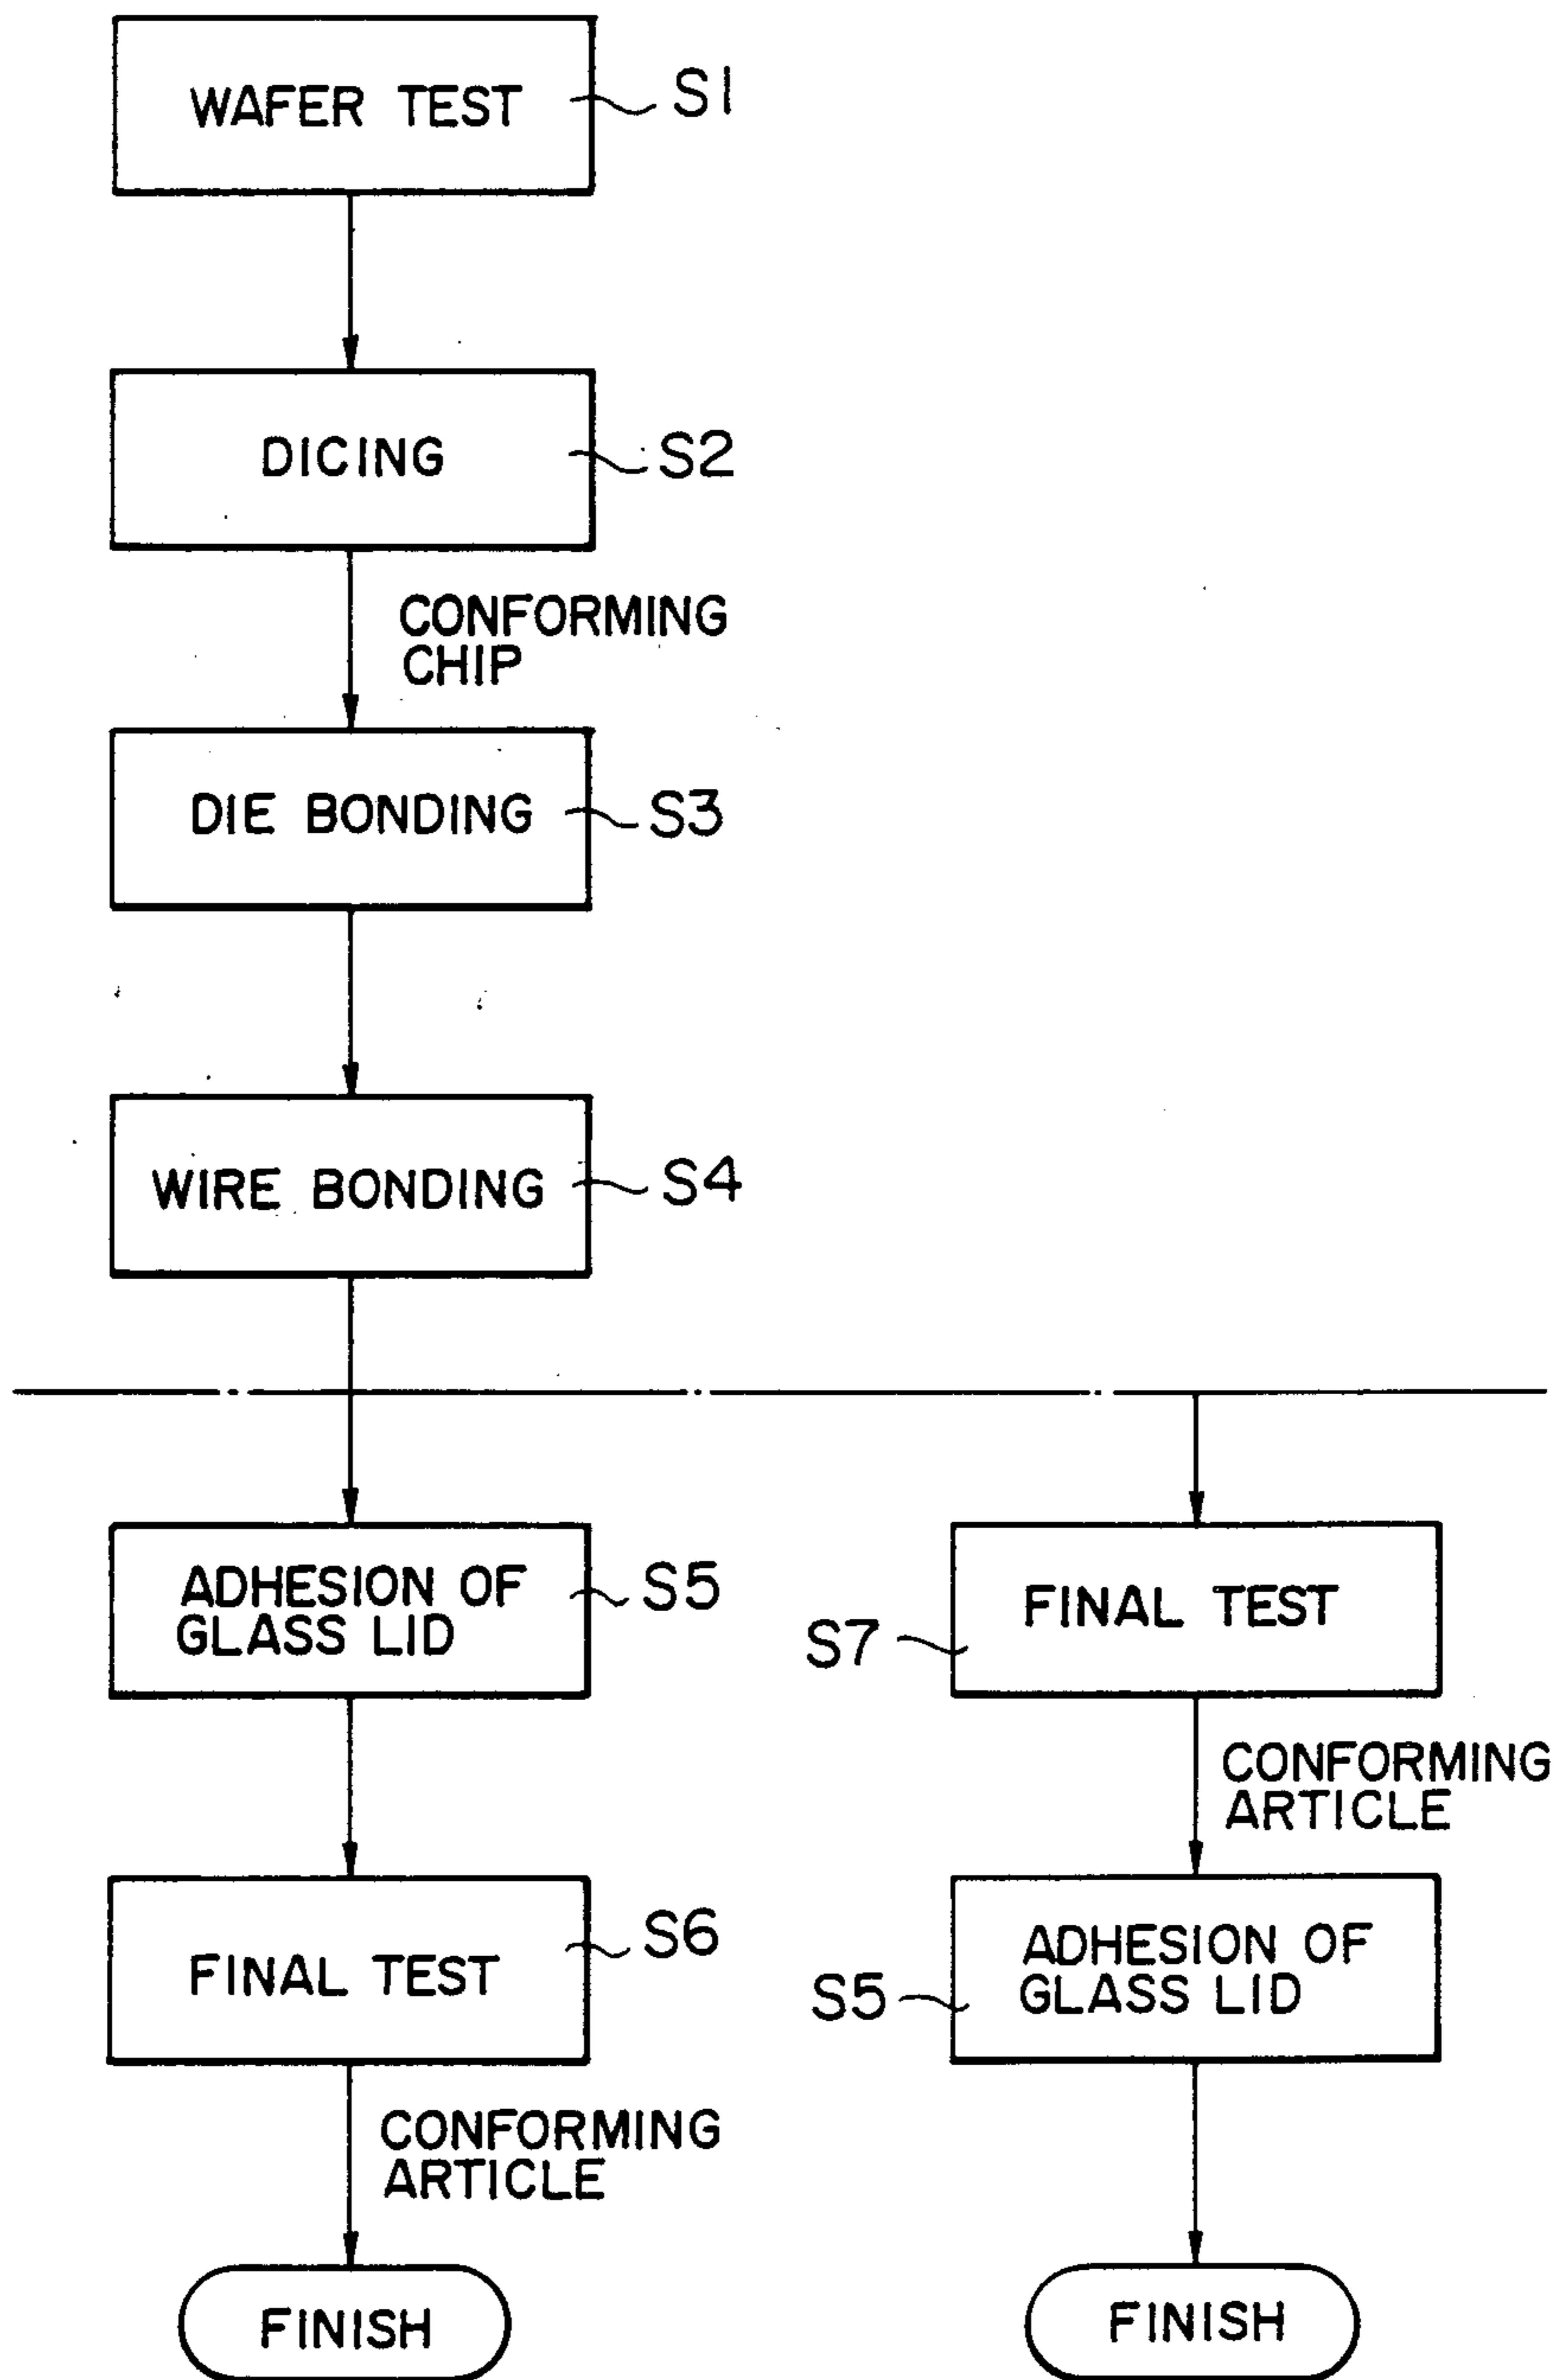 WAFER TEST
S1
DICING
S2
CONFORMING
CHIP
DIE BONDING
S3
WIRE BONDING
S4
ADHESION OF
GLASS LID
S5
FINAL TEST
S6
CONFORMING
ARTICLE
FINISH
FINAL TEST
S7
CONFORMING
ARTICLE
ADHESION OF
GLASS LID
S5
FINISH